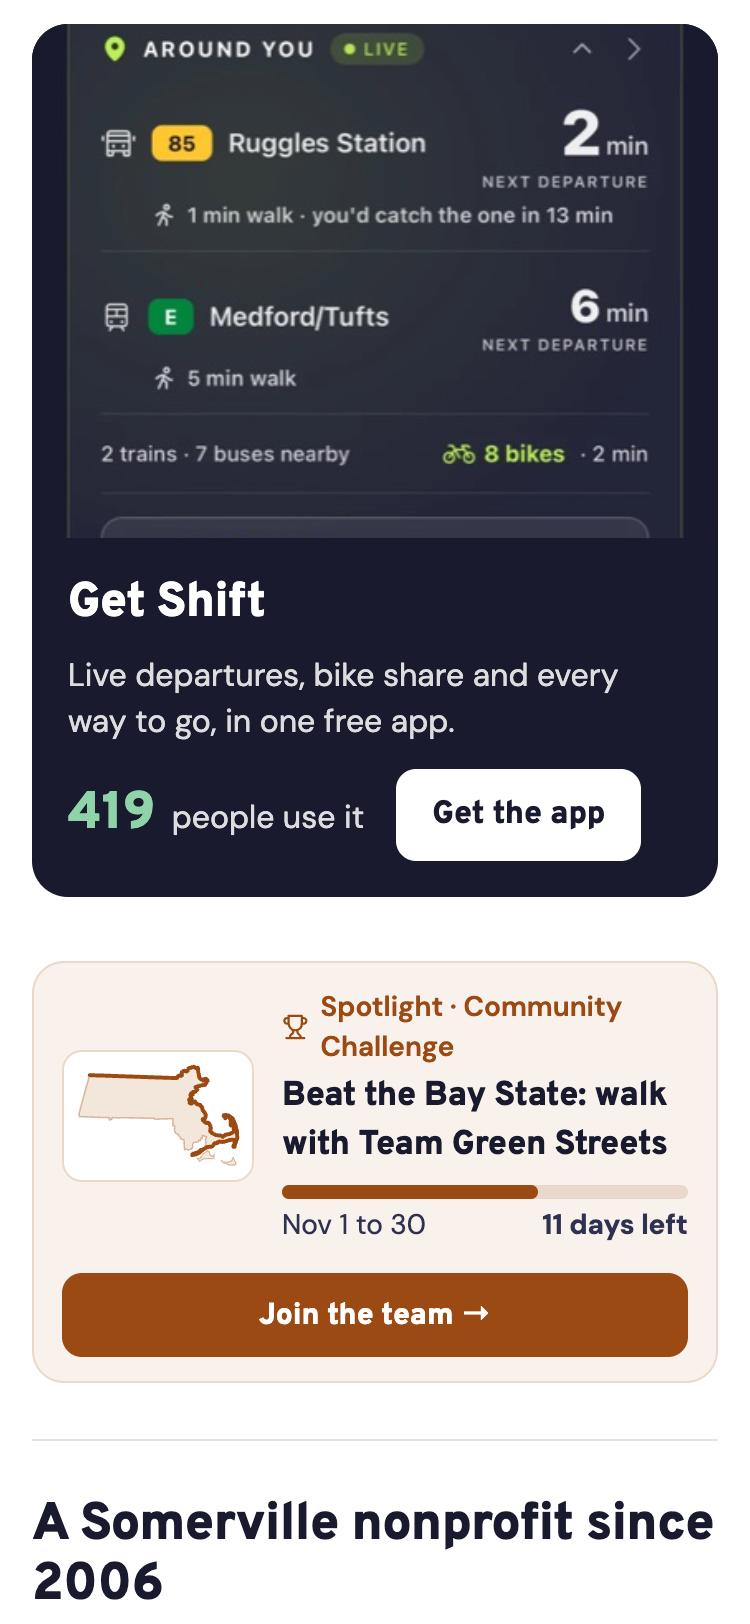 AROUND YOU LIVE
85 Ruggles Station 2 min
NEXT DEPARTURE
1 min walk · you'd catch the one in 13 min
E Medford/Tufts 6 min
NEXT DEPARTURE
5 min walk
2 trains · 7 buses nearby 8 bikes · 2 min
Get Shift
Live departures, bike share and every
way to go, in one free app.
419 people use it Get the app
Spotlight · Community
Challenge
Beat the Bay State: walk
with Team Green Streets
Nov 1 to 30 11 days left
Join the team →
A Somerville nonprofit since
2006